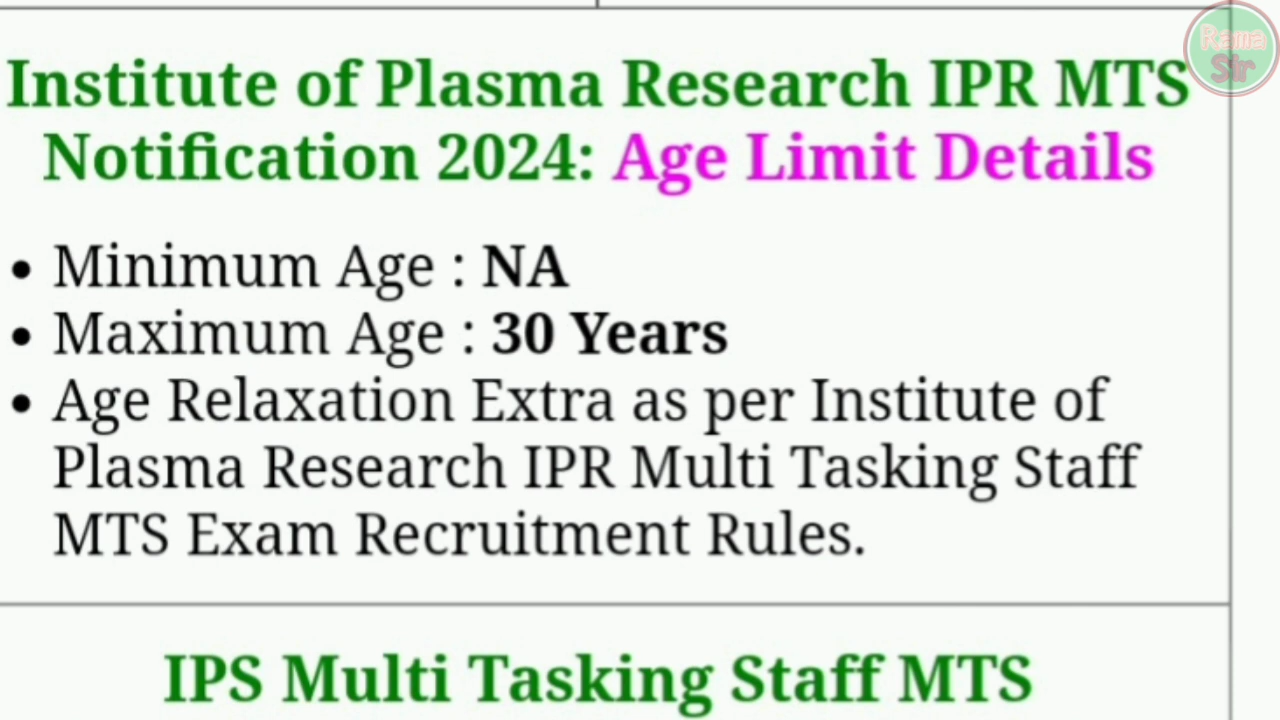 Rama
Sir
Institute of Plasma Research IPR MTS
Notification 2024: Age Limit Details
• Minimum Age : NA
• Maximum Age : 30 Years
• Age Relaxation Extra as per Institute of
Plasma Research IPR Multi Tasking Staff
MTS Exam Recruitment Rules.
IPS Multi Tasking Staff MTS